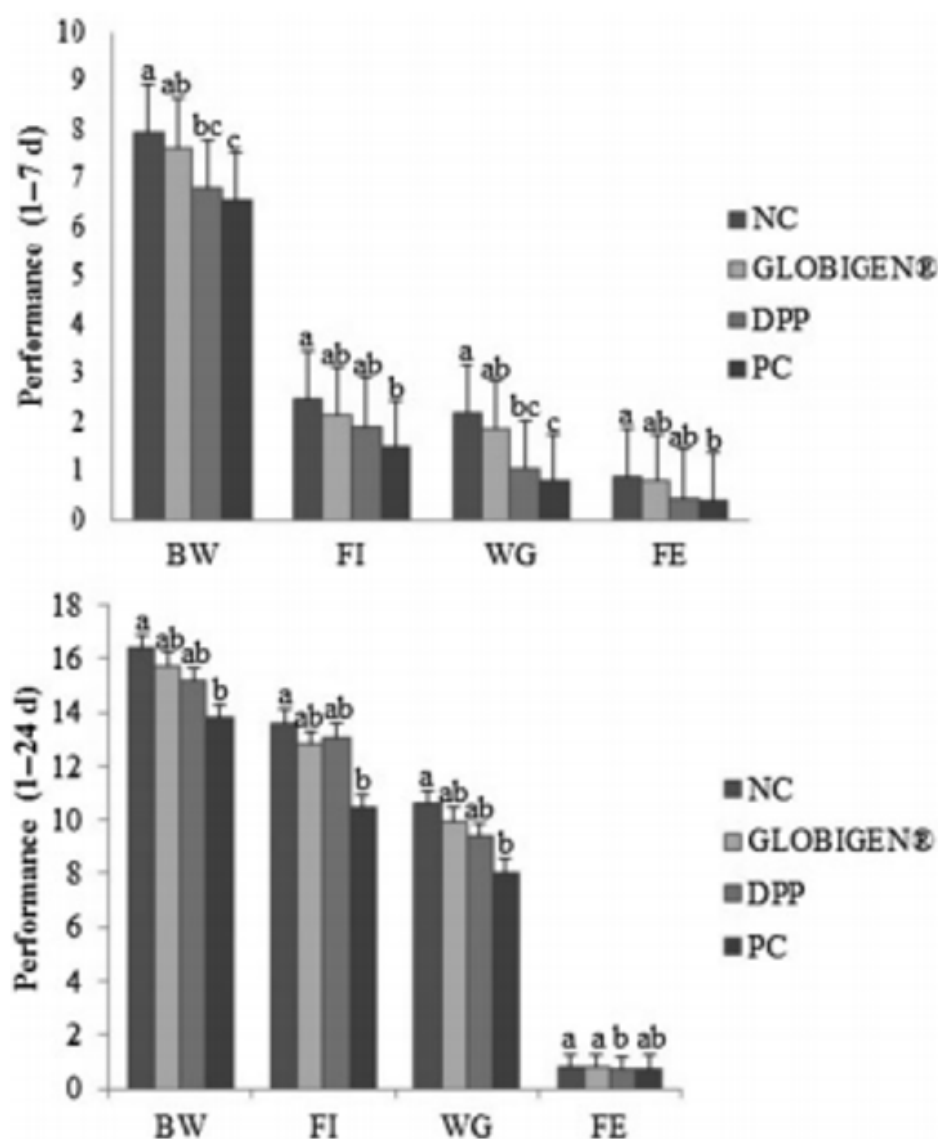 Performance (1–7 d)
10
9
8
7
6
5
4
3
2
1
0
a ab bc c
a ab ab b
a ab bc c
a ab ab b
BW FI WG FE
NC
GLOBIGEN®
DPP
PC
Performance (1–24 d)
18
16
14
12
10
8
6
4
2
0
a ab ab b
a ab ab b
a ab ab b
a a b ab
BW FI WG FE
NC
GLOBIGEN®
DPP
PC